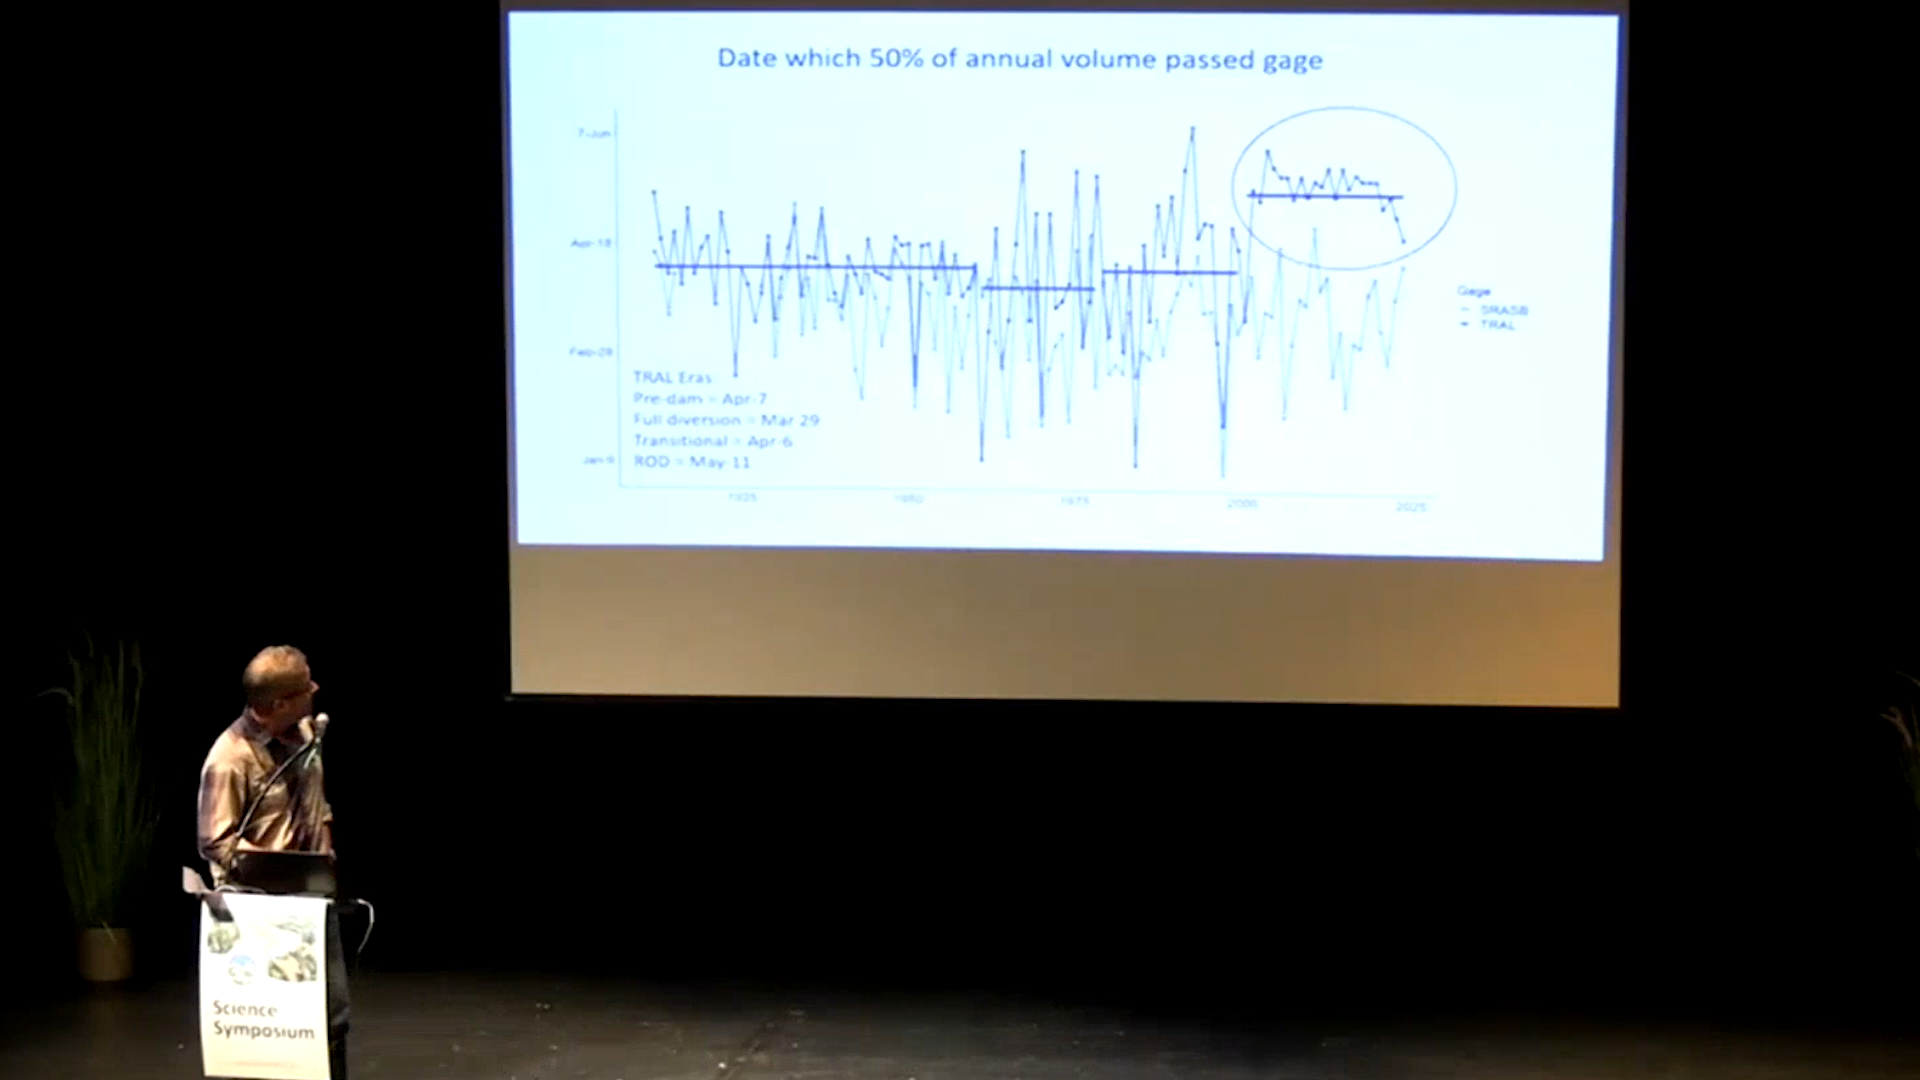 Date which 50% of annual volume passed gage
7-Jun
Apr-18
Feb-28
Jan-9
TRAL Eras
Pre-dam = Apr-7
Full diversion = Mar 29
Transitional = Apr-6
ROD = May-11
1925
1950
1975
2000
2025
Gage
TRAL
Science
Symposium